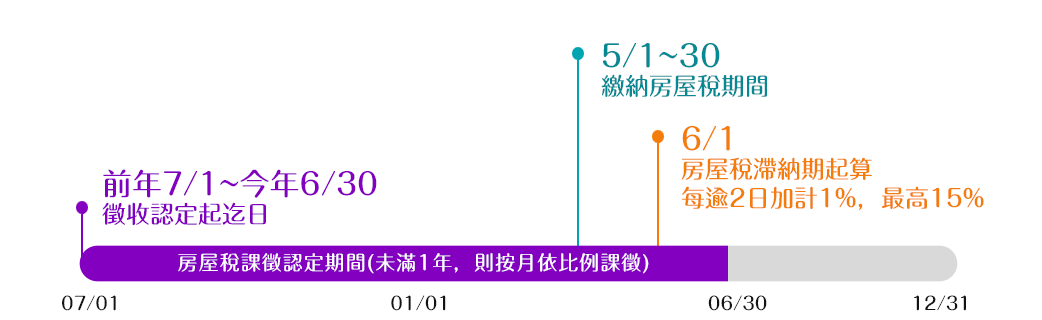 5/1~30
繳納房屋稅期間
6/1
房屋稅滯納期起算
每逾2日加計1%，最高15%
前年7/1~今年6/30
徵收認定起迄日
房屋稅課徵認定期間(未滿1年，則按月依比例課徵)
07/01
01/01
06/30
12/31